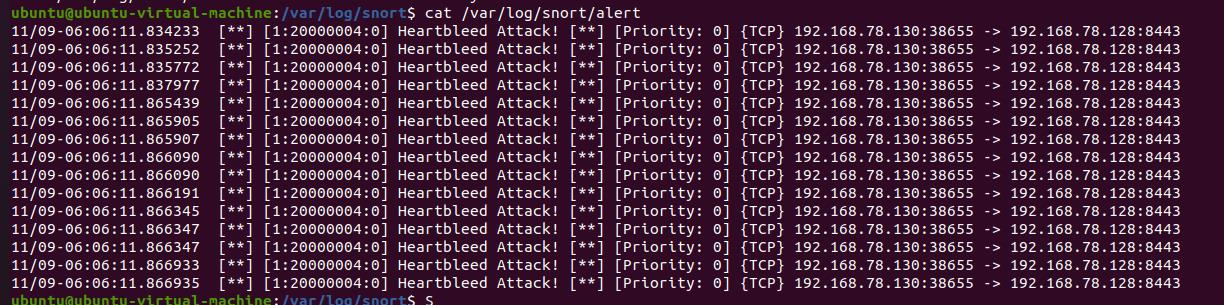 ubuntu@ubuntu-virtual-machine:/var/log/snort$ cat /var/log/snort/alert
11/09-06:06:11.834233  [**] [1:20000004:0] Heartbleed Attack! [**] [Priority: 0] {TCP} 192.168.78.130:38655 -> 192.168.78.128:8443
11/09-06:06:11.835252  [**] [1:20000004:0] Heartbleed Attack! [**] [Priority: 0] {TCP} 192.168.78.130:38655 -> 192.168.78.128:8443
11/09-06:06:11.835772  [**] [1:20000004:0] Heartbleed Attack! [**] [Priority: 0] {TCP} 192.168.78.130:38655 -> 192.168.78.128:8443
11/09-06:06:11.837977  [**] [1:20000004:0] Heartbleed Attack! [**] [Priority: 0] {TCP} 192.168.78.130:38655 -> 192.168.78.128:8443
11/09-06:06:11.865439  [**] [1:20000004:0] Heartbleed Attack! [**] [Priority: 0] {TCP} 192.168.78.130:38655 -> 192.168.78.128:8443
11/09-06:06:11.865905  [**] [1:20000004:0] Heartbleed Attack! [**] [Priority: 0] {TCP} 192.168.78.130:38655 -> 192.168.78.128:8443
11/09-06:06:11.865907  [**] [1:20000004:0] Heartbleed Attack! [**] [Priority: 0] {TCP} 192.168.78.130:38655 -> 192.168.78.128:8443
11/09-06:06:11.866090  [**] [1:20000004:0] Heartbleed Attack! [**] [Priority: 0] {TCP} 192.168.78.130:38655 -> 192.168.78.128:8443
11/09-06:06:11.866090  [**] [1:20000004:0] Heartbleed Attack! [**] [Priority: 0] {TCP} 192.168.78.130:38655 -> 192.168.78.128:8443
11/09-06:06:11.866191  [**] [1:20000004:0] Heartbleed Attack! [**] [Priority: 0] {TCP} 192.168.78.130:38655 -> 192.168.78.128:8443
11/09-06:06:11.866345  [**] [1:20000004:0] Heartbleed Attack! [**] [Priority: 0] {TCP} 192.168.78.130:38655 -> 192.168.78.128:8443
11/09-06:06:11.866347  [**] [1:20000004:0] Heartbleed Attack! [**] [Priority: 0] {TCP} 192.168.78.130:38655 -> 192.168.78.128:8443
11/09-06:06:11.866347  [**] [1:20000004:0] Heartbleed Attack! [**] [Priority: 0] {TCP} 192.168.78.130:38655 -> 192.168.78.128:8443
11/09-06:06:11.866933  [**] [1:20000004:0] Heartbleed Attack! [**] [Priority: 0] {TCP} 192.168.78.130:38655 -> 192.168.78.128:8443
11/09-06:06:11.866935  [**] [1:20000004:0] Heartbleed Attack! [**] [Priority: 0] {TCP} 192.168.78.130:38655 -> 192.168.78.128:8443
ubuntu@ubuntu-virtual-machine:/var/log/snort$ S